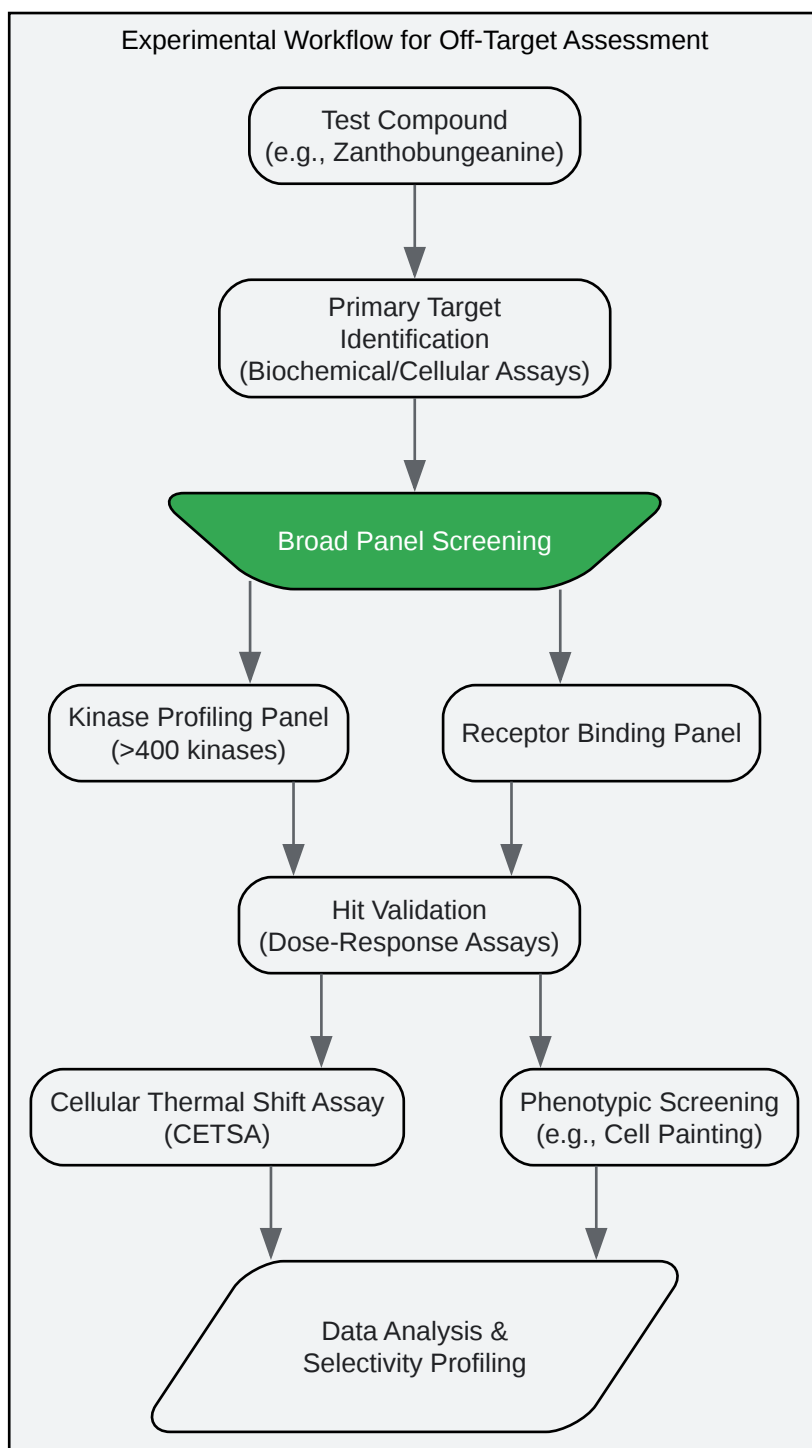 Experimental Workflow for Off-Target Assessment
Test Compound
(e.g., Zanthobungeanine)
Primary Target
Identification
(Biochemical/Cellular Assays)
Broad Panel Screening
Kinase Profiling Panel
(>400 kinases)
Receptor Binding Panel
Hit Validation
(Dose-Response Assays)
Cellular Thermal Shift Assay
(CETSA)
Phenotypic Screening
(e.g., Cell Painting)
Data Analysis &
Selectivity Profiling